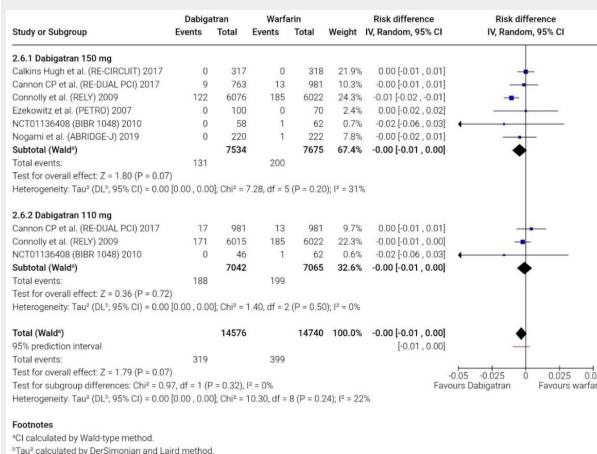 Dabigatran Warfarin Risk difference Risk difference
Study or Subgroup Events Total Events Total Weight IV, Random, 95% CI IV, Random, 95% CI
2.6.1 Dabigatran 150 mg
Calkins Hugh et al. (RE-CIRCUIT) 2017 0 317 0 318 21.9% 0.00 [-0.01 , 0.01]
Cannon CP et al. (RE-DUAL PCI) 2017 9 763 13 981 12.9% -0.00 [-0.01 , 0.01]
Connolly et al. (RELY) 2009 122 6076 185 6022 24.3% -0.01 [-0.02 , -0.01]
Ezekowitz et al. (PETRO) 2007 0 100 0 70 0.00 [-0.02 , 0.02]
NCT01136408 (BIBR 1048) 2010 0 58 1 62 0.7% -0.02 [-0.06 , 0.03]
Nogami et al. (ABRIDGE-J) 2019 0 220 1 222 7.8% -0.00 [-0.02 , 0.01]
Subtotal (Waldᵃ) 7534 7675 67.4% -0.00 [-0.01 , 0.00]
Total events: 131 200
Test for overall effect: Z = 1.80 (P = 0.07)
Heterogeneity: Tau² (DLᵇ, 95% CI) = 0.00 [0.00 , 0.00]; Chi² = 7.28, df = 5 (P = 0.20); I² = 31%
2.6.2 Dabigatran 110 mg
Cannon CP et al. (RE-DUAL PCI) 2017 17 981 13 981 9.7% 0.00 [-0.01 , 0.01]
Connolly et al. (RELY) 2009 171 6015 185 6022 22.3% -0.00 [-0.01 , 0.00]
NCT01136408 (BIBR 1048) 2010 0 46 1 62 0.6% -0.02 [-0.06 , 0.03]
Subtotal (Waldᵃ) 7042 7065 32.6% -0.00 [-0.01 , 0.00]
Total events: 188 199
Test for overall effect: Z = 0.36 (P = 0.72)
Heterogeneity: Tau² (DLᵇ, 95% CI) = 0.00 [0.00 , 0.00]; Chi² = 1.40, df = 2 (P = 0.50); I² = 0%
Total (Waldᵃ) 14576 14740 100.0% -0.00 [-0.01 , 0.00]
95% prediction interval [-0.01 , 0.00]
Total events: 319 399
Test for overall effect: Z = 1.79 (P = 0.07)
Test for subgroup differences: Chi² = 0.97, df = 1 (P = 0.32), I² = 0%
Heterogeneity: Tau² (DLᵇ, 95% CI) = 0.00 [0.00 , 0.00]; Chi² = 10.30, df = 8 (P = 0.24); I² = 22%
-0.05 -0.025 0 0.025
Favours Dabigatran Favours
Footnotes
ᵃCI calculated by Wald-type method.
ᵇTau² calculated by DerSimonian and Laird method.